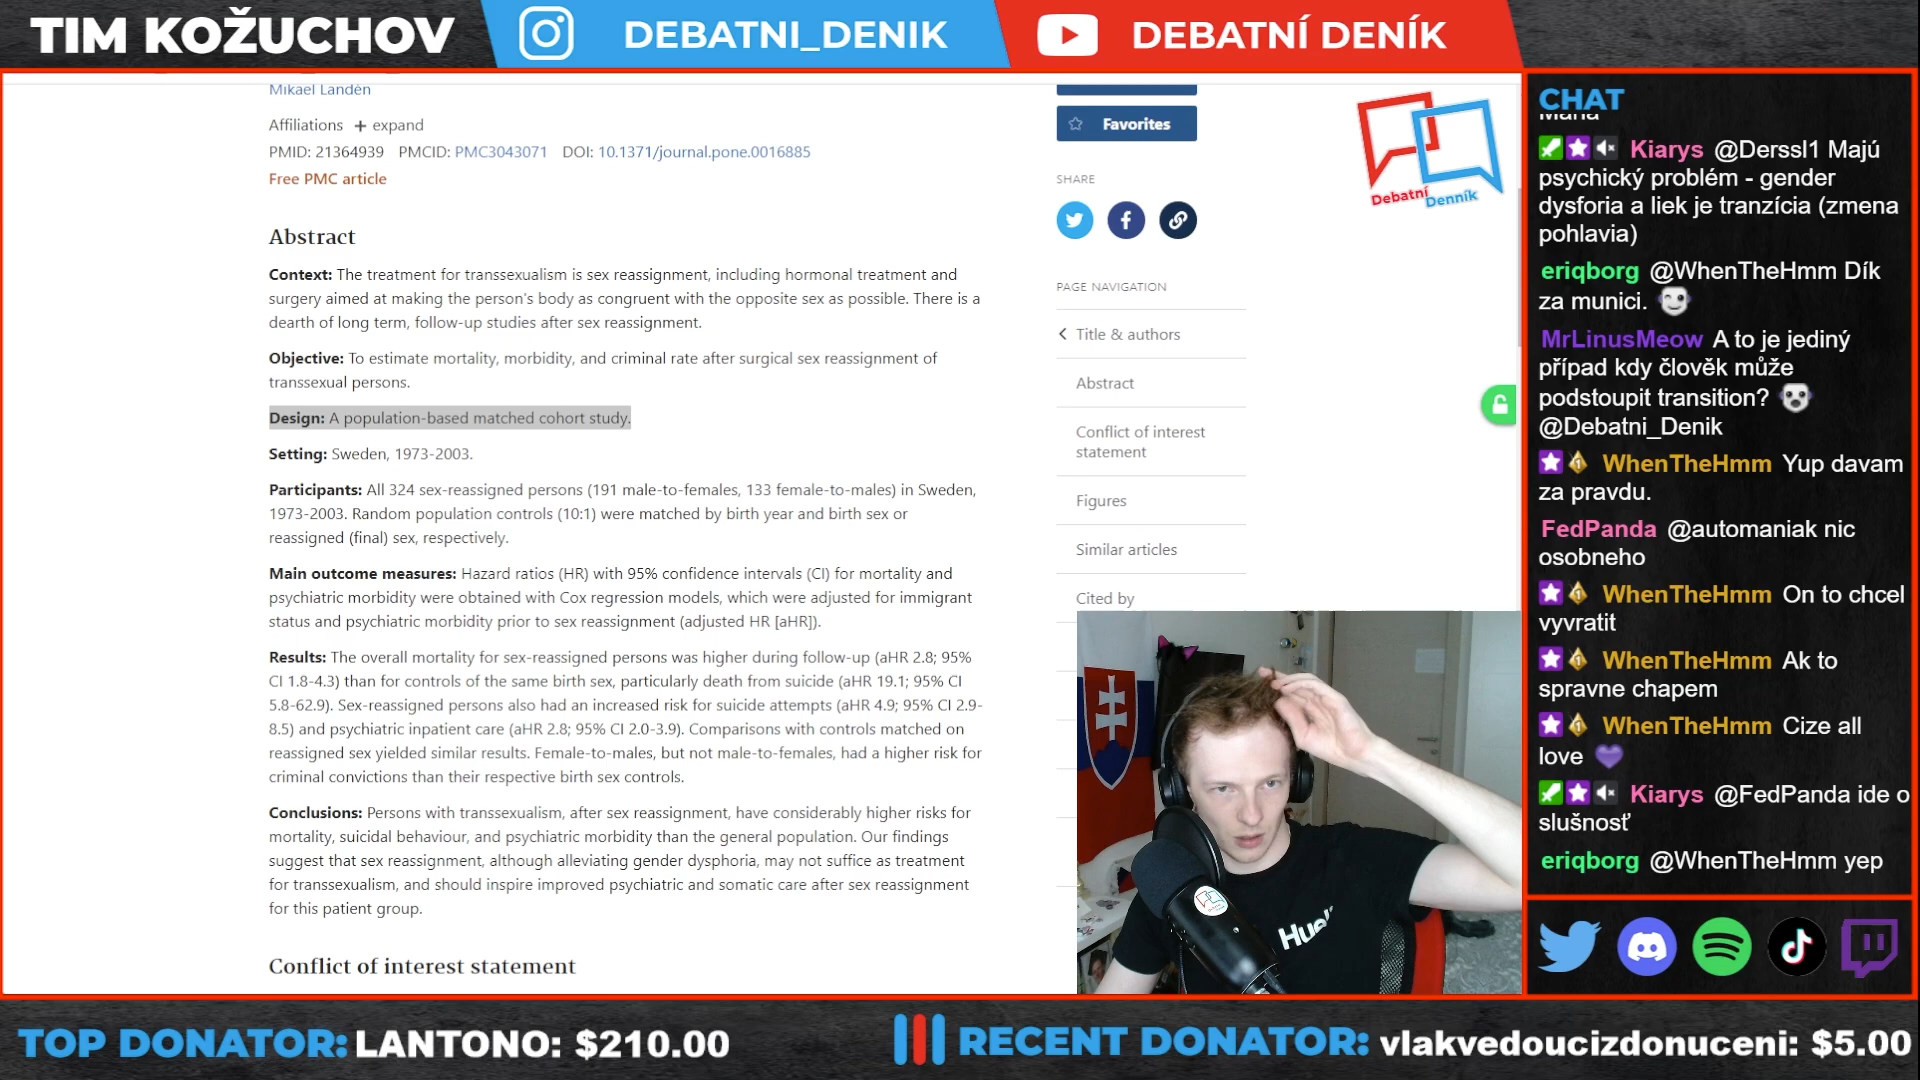 TIM KOŽUCHOV
DEBATNI_DENIK
DEBATNÍ DENÍK
Mikael Landén
Affiliations + expand
PMID: 21364939 PMCID: PMC3043071 DOI: 10.1371/journal.pone.0016885
Free PMC article
Abstract
Context: The treatment for transsexualism is sex reassignment, including hormonal treatment and
surgery aimed at making the person's body as congruent with the opposite sex as possible. There is a
dearth of long term, follow-up studies after sex reassignment.
Objective: To estimate mortality, morbidity, and criminal rate after surgical sex reassignment of
transsexual persons.
Design: A population-based matched cohort study.
Setting: Sweden, 1973-2003.
Participants: All 324 sex-reassigned persons (191 male-to-females, 133 female-to-males) in Sweden,
1973-2003. Random population controls (10:1) were matched by birth year and birth sex or
reassigned (final) sex, respectively.
Main outcome measures: Hazard ratios (HR) with 95% confidence intervals (CI) for mortality and
psychiatric morbidity were obtained with Cox regression models, which were adjusted for immigrant
status and psychiatric morbidity prior to sex reassignment (adjusted HR [aHR]).
Results: The overall mortality for sex-reassigned persons was higher during follow-up (aHR 2.8; 95%
CI 1.8-4.3) than for controls of the same birth sex, particularly death from suicide (aHR 19.1; 95% CI
5.8-62.9). Sex-reassigned persons also had an increased risk for suicide attempts (aHR 4.9; 95% CI 2.9-
8.5) and psychiatric inpatient care (aHR 2.8; 95% CI 2.0-3.9). Comparisons with controls matched on
reassigned sex yielded similar results. Female-to-males, but not male-to-females, had a higher risk for
criminal convictions than their respective birth sex controls.
Conclusions: Persons with transsexualism, after sex reassignment, have considerably higher risks for
mortality, suicidal behaviour, and psychiatric morbidity than the general population. Our findings
suggest that sex reassignment, although alleviating gender dysphoria, may not suffice as treatment
for transsexualism, and should inspire improved psychiatric and somatic care after sex reassignment
for this patient group.
Conflict of interest statement
Favorites
SHARE
PAGE NAVIGATION
Title & authors
Abstract
Conflict of interest
statement
Figures
Similar articles
Cited by
Debatní
Denník
CHAT
Kiarys @Derssl1 Majú
psychický problém - gender
dysforia a liek je tranzícia (zmena
pohlavia)
eriqborg @WhenTheHmm Dík
za munici.
MrLinusMeow A to je jediný
případ kdy člověk může
podstoupit transition?
@Debatni_Denik
WhenTheHmm Yup davam
za pravdu.
FedPanda @automaniak nic
osobneho
WhenTheHmm On to chcel
vyvratit
WhenTheHmm Ak to
spravne chapem
WhenTheHmm Cize all
love
Kiarys @FedPanda ide o
slušnosť
eriqborg @WhenTheHmm yep
TOP DONATOR: LANTONO: $210.00
RECENT DONATOR: vlakvedoucizdonuceni: $5.00